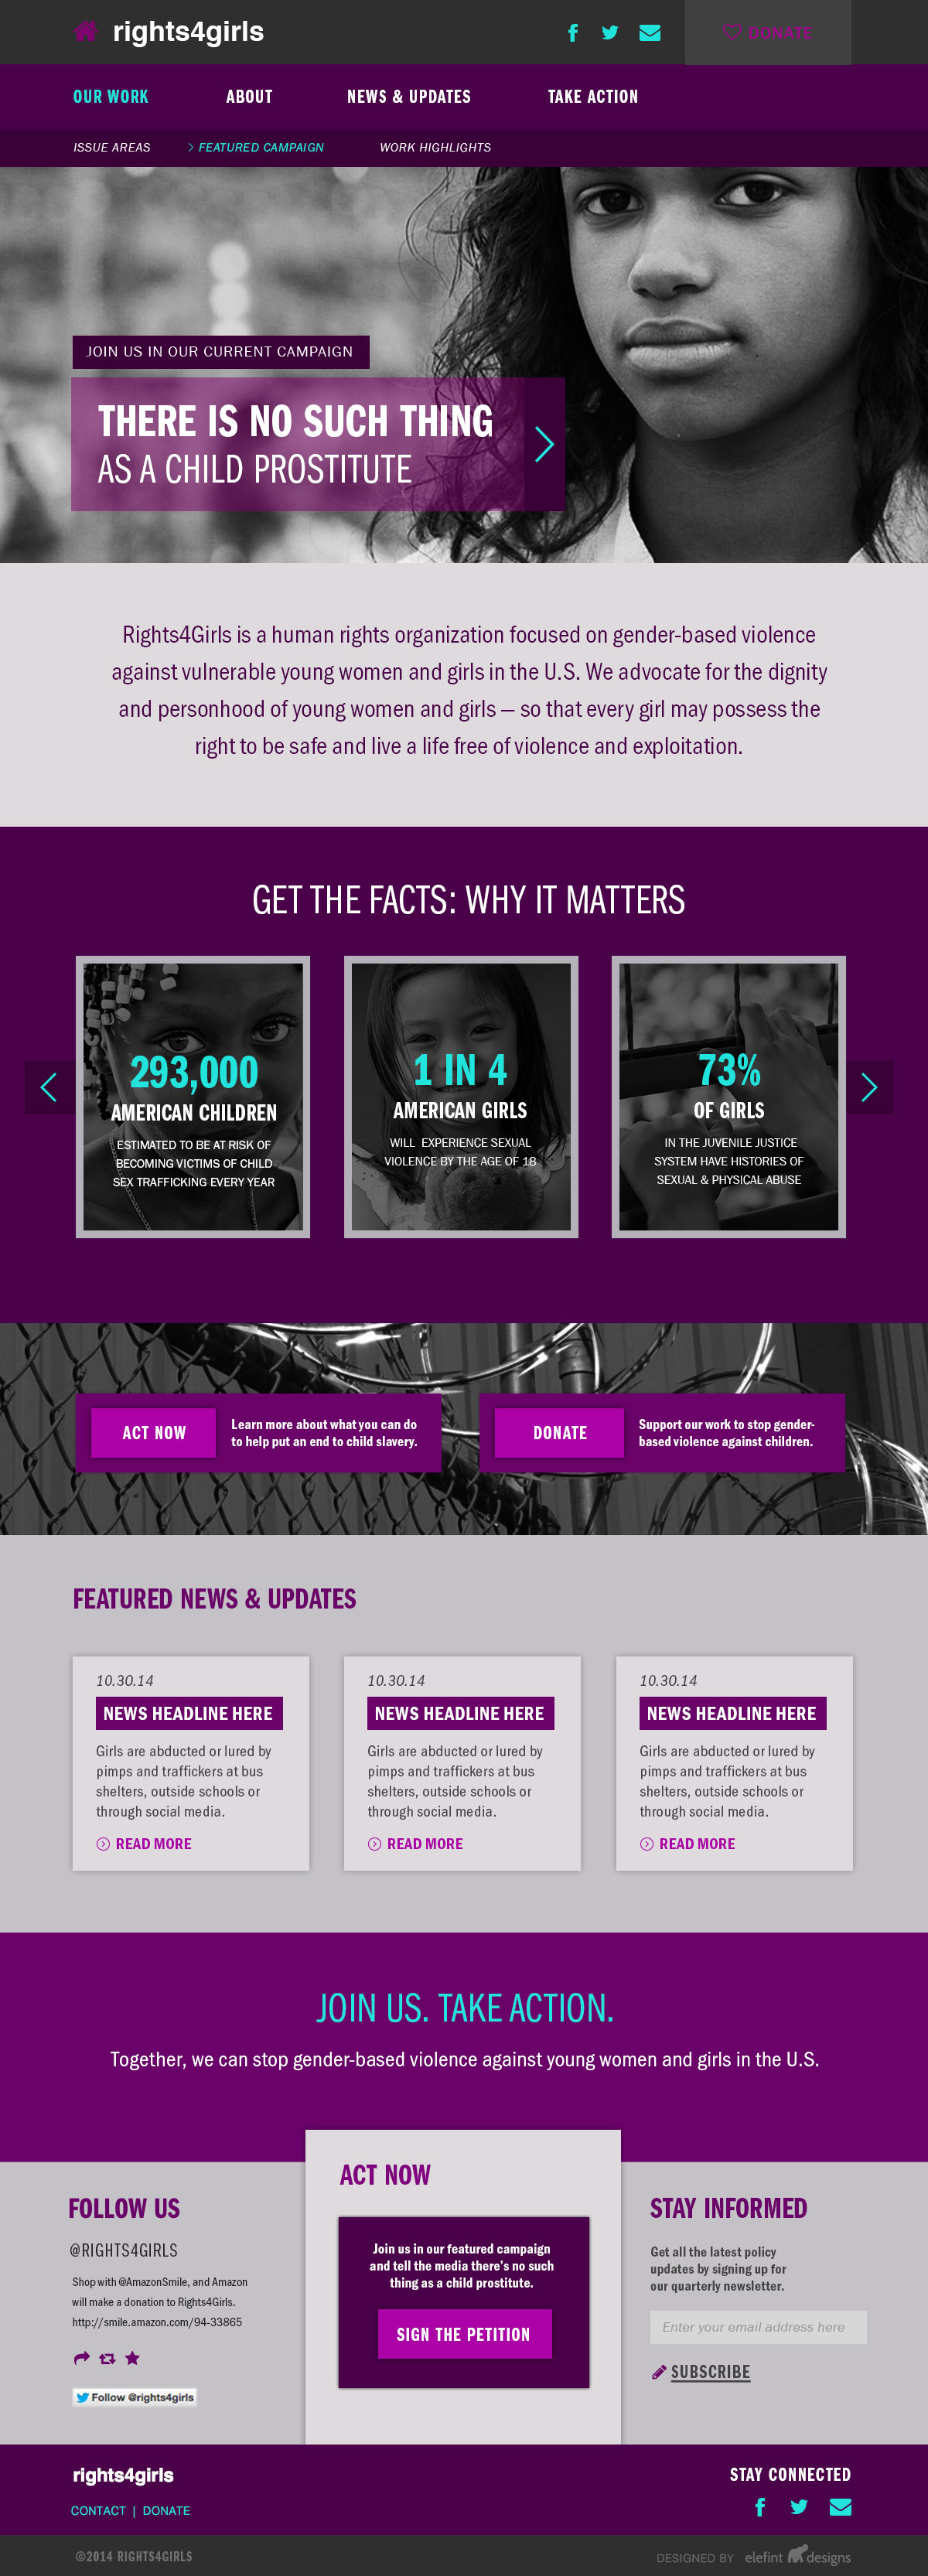 rights4girls
DONATE
OUR WORK ABOUT NEWS & UPDATES TAKE ACTION
ISSUE AREAS FEATURED CAMPAIGN WORK HIGHLIGHTS
JOIN US IN OUR CURRENT CAMPAIGN
THERE IS NO SUCH THING
AS A CHILD PROSTITUTE
Rights4Girls is a human rights organization focused on gender-based violence
against vulnerable young women and girls in the U.S. We advocate for the dignity
and personhood of young women and girls — so that every girl may possess the
right to be safe and live a life free of violence and exploitation.
GET THE FACTS: WHY IT MATTERS
293,000
AMERICAN CHILDREN
ESTIMATED TO BE AT RISK OF
BECOMING VICTIMS OF CHILD
SEX TRAFFICKING EVERY YEAR
1 IN 4
AMERICAN GIRLS
WILL EXPERIENCE SEXUAL
VIOLENCE BY THE AGE OF 18
73%
OF GIRLS
IN THE JUVENILE JUSTICE
SYSTEM HAVE HISTORIES OF
SEXUAL & PHYSICAL ABUSE
ACT NOW
Learn more about what you can do
to help put an end to child slavery.
DONATE
Support our work to stop gender-
based violence against children.
FEATURED NEWS & UPDATES
10.30.14
NEWS HEADLINE HERE
Girls are abducted or lured by
pimps and traffickers at bus
shelters, outside schools or
through social media.
READ MORE
10.30.14
NEWS HEADLINE HERE
Girls are abducted or lured by
pimps and traffickers at bus
shelters, outside schools or
through social media.
READ MORE
10.30.14
NEWS HEADLINE HERE
Girls are abducted or lured by
pimps and traffickers at bus
shelters, outside schools or
through social media.
READ MORE
JOIN US. TAKE ACTION.
Together, we can stop gender-based violence against young women and girls in the U.S.
FOLLOW US
@RIGHTS4GIRLS
Shop with @AmazonSmile, and Amazon
will make a donation to Rights4Girls.
http://smile.amazon.com/94-33865
Follow @rights4girls
ACT NOW
Join us in our featured campaign
and tell the media there's no such
thing as a child prostitute.
SIGN THE PETITION
STAY INFORMED
Get all the latest policy
updates by signing up for
our quarterly newsletter.
Enter your email address here
SUBSCRIBE
rights4girls
CONTACT | DONATE
STAY CONNECTED
©2014 RIGHTS4GIRLS
DESIGNED BY elefint designs